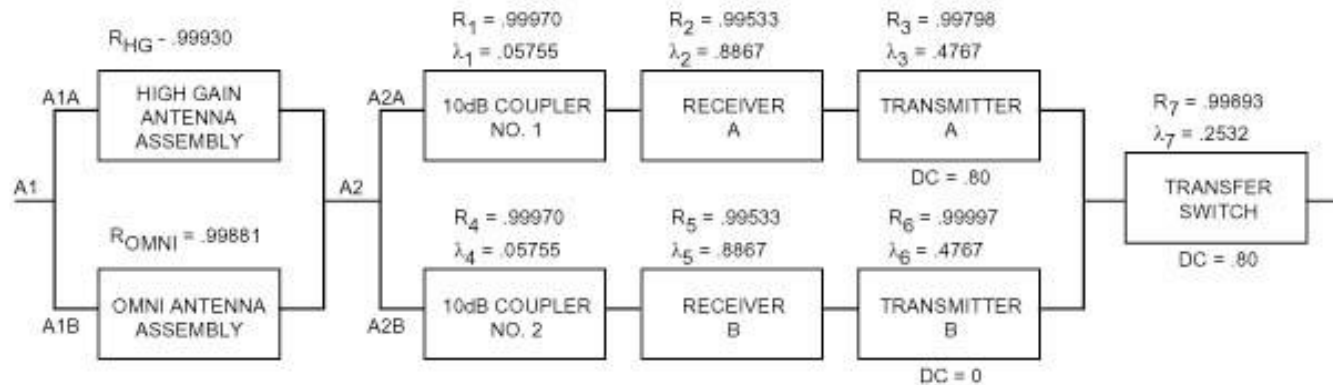 R1 = .99970
R2 = .99533
R3 = .99798
RHG - .99930
λ1 = .05755
λ2 = .8867
λ3 = .4767
A1A
HIGH GAIN
ANTENNA
ASSEMBLY
A2A
10dB COUPLER
NO. 1
RECEIVER
A
TRANSMITTER
A
R7 = .99893
λ7 = .2532
DC = .80
A1
A2
TRANSFER
SWITCH
ROMNI = .99881
R4 = .99970
R5 = .99533
R6 = .99997
λ4 = .05755
λ5 = .8867
λ6 = .4767
DC = .80
A1B
OMNI ANTENNA
ASSEMBLY
A2B
10dB COUPLER
NO. 2
RECEIVER
B
TRANSMITTER
B
DC = 0